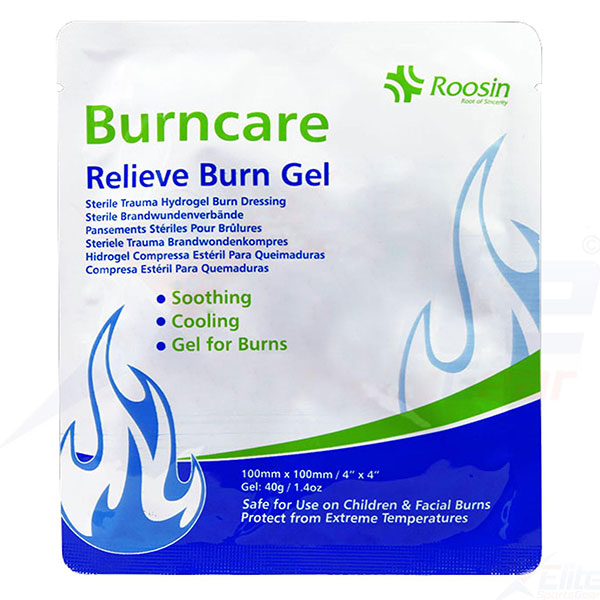 Roosin
Root of Sincerity
Burncare
Relieve Burn Gel
Sterile Trauma Hydrogel Burn Dressing
Sterile Brandwundenverbände
Pansements Stériles Pour Brûlures
Steriele Trauma Brandwondenkompres
Hidrogel Compressa Estéril Para Queimaduras
Compresa Estéril Para Quemaduras
• Soothing
• Cooling
• Gel for Burns
100mm x 100mm / 4" x 4"
Gel: 40g / 1.4oz
Safe for Use on Children & Facial Burns
Protect from Extreme Temperatures
©
Elite